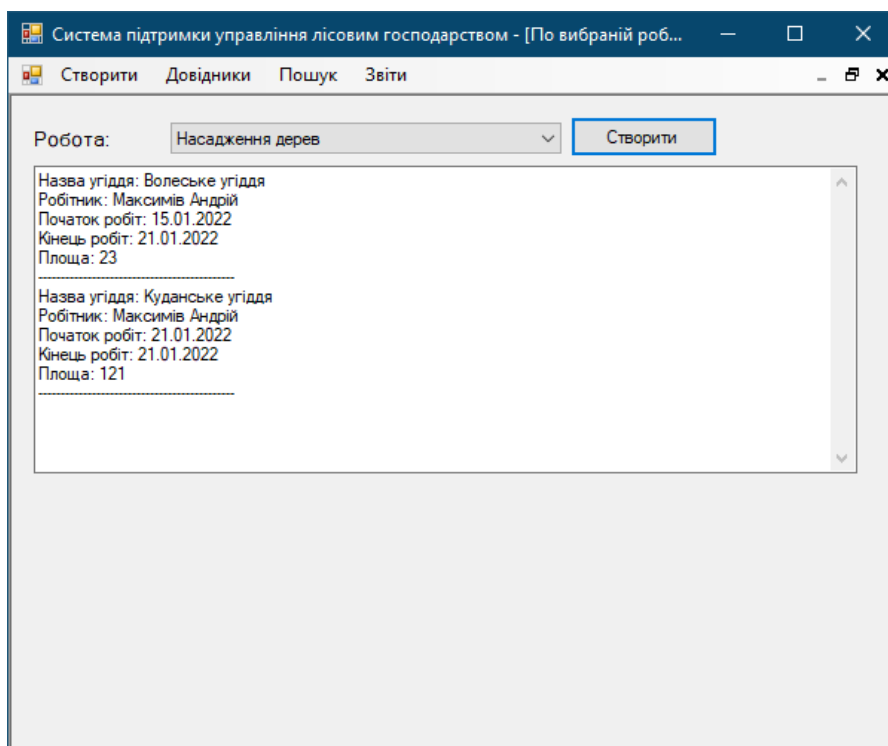 Система підтримки управління лісовим господарством - [По вибраній роб...
Створити Довідники Пошук Звіти
Робота: Насадження дерев Створити
Назва угіддя: Волеське угіддя
Робітник: Максимів Андрій
Початок робіт: 15.01.2022
Кінець робіт: 21.01.2022
Площа: 23
--------------------------------------------
Назва угіддя: Куданське угіддя
Робітник: Максимів Андрій
Початок робіт: 21.01.2022
Кінець робіт: 21.01.2022
Площа: 121
--------------------------------------------